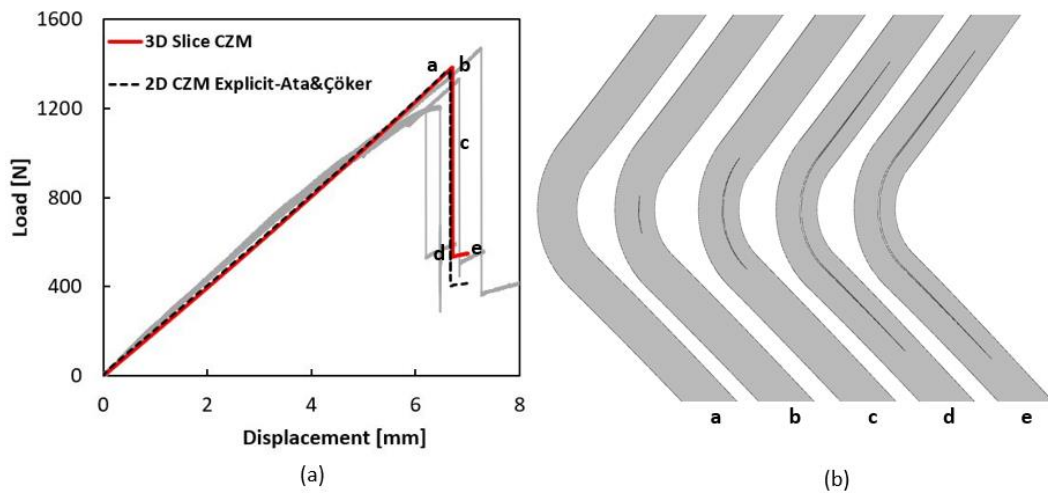 1600
1200
800
400
0
Load [N]
3D Slice CZM
2D CZM Explicit-Ata&Çöker
a
b
c
d
e
0 2 4 6 8
Displacement [mm]
(a)
a b c d e
(b)